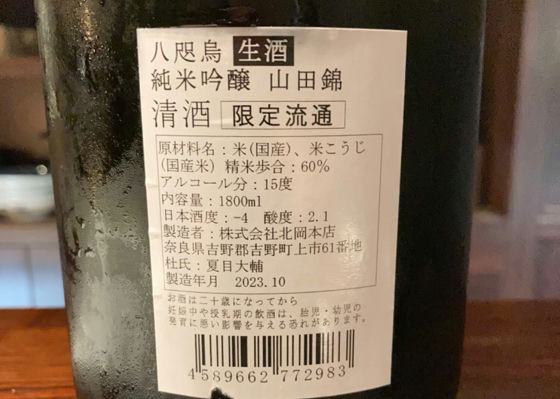 八咫烏 生酒
純米吟醸 山田錦
清酒 限定流通
原材料名：米(国産)、米こうじ
(国産米) 精米歩合：60%
アルコール分：15度
内容量：1800ml
日本酒度：-4 酸度：2.1
製造者：株式会社北岡本店
奈良県吉野郡吉野町上市61番地
杜氏：夏目大輔
製造年月 2023.10
お酒は二十歳になってから
妊娠中や授乳期の飲酒は、胎児・幼児の
発育に悪い影響を与える恐れがあります。
4589662 772983